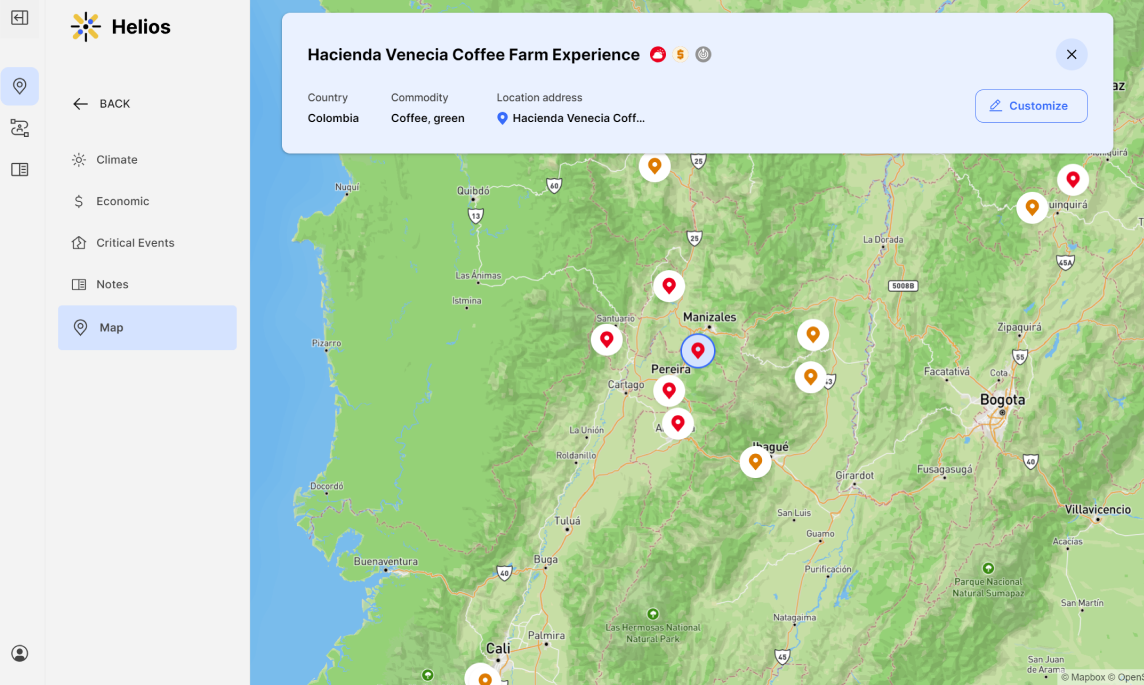 Helios
BACK
Climate
Economic
Critical Events
Notes
Map
Hacienda Venecia Coffee Farm Experience
Country
Commodity
Location address
Colombia
Coffee, green
Hacienda Venecia Coff...
Customize
az
25
uinquirá
Nuquí
Quibdó
60
13
25
La Dorada
45A
Las Ánimas
Istmina
5008B
Santuario
Manizales
Zipaquirá
Pizarro
55
Pereira
Cartago
Facatativá
Cota
Bogota
La Unión
Ibagué
Roldanillo
40
Girardot
Fusagasugá
Docordó
San Luis
Villavicencio
Tuluá
Guamo
Acacías
Buenaventura
Buga
40
Purificación
Parque Nacional
Natural Sumapaz
San Martín
Las Hermosas National
Natural Park
Natagaima
Palmira
Cali
45
San Juan
de Arama
© Mapbox © Opens